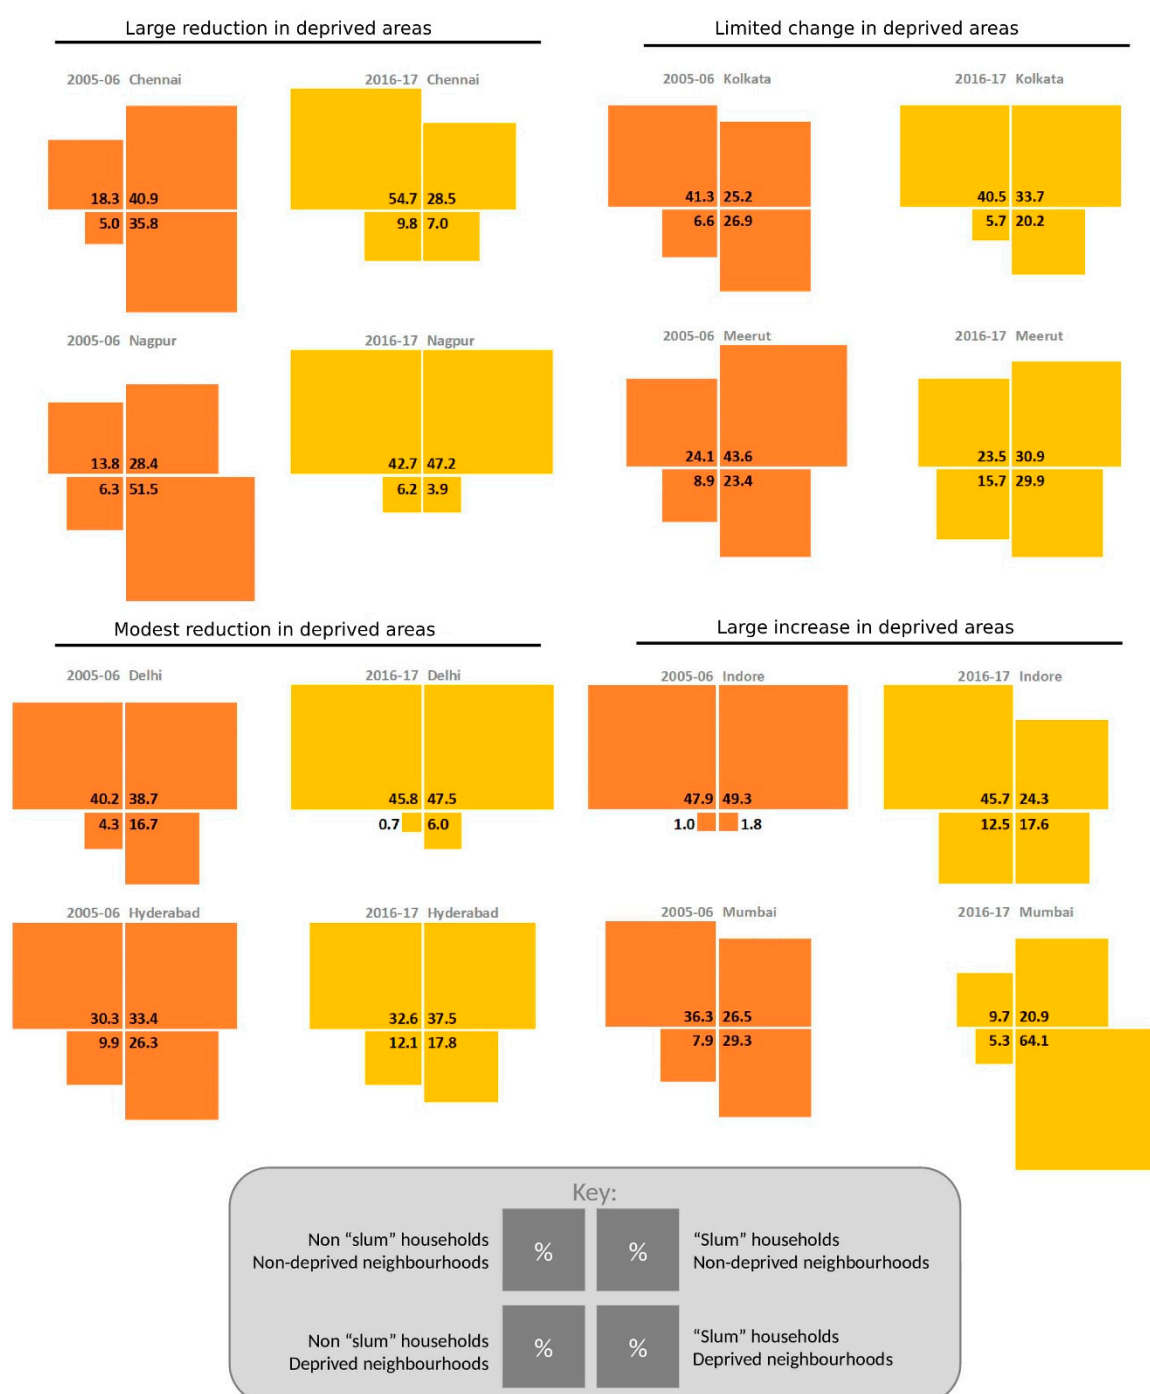 Large reduction in deprived areas
Limited change in deprived areas
2005-06 Chennai
2016-17 Chennai
2005-06 Kolkata
2016-17 Kolkata
18.3 40.9
54.7 28.5
41.3 25.2
40.5 33.7
5.0 35.8
9.8 7.0
6.6 26.9
5.7 20.2
2005-06 Nagpur
2016-17 Nagpur
2005-06 Meerut
2016-17 Meerut
13.8 28.4
42.7 47.2
24.1 43.6
23.5 30.9
6.3 51.5
6.2 3.9
8.9 23.4
15.7 29.9
Modest reduction in deprived areas
Large increase in deprived areas
2005-06 Delhi
2016-17 Delhi
2005-06 Indore
2016-17 Indore
40.2 38.7
45.8 47.5
47.9 49.3
45.7 24.3
4.3 16.7
0.7 6.0
1.0 1.8
12.5 17.6
2005-06 Hyderabad
2016-17 Hyderabad
2005-06 Mumbai
2016-17 Mumbai
30.3 33.4
32.6 37.5
36.3 26.5
9.7 20.9
9.9 26.3
12.1 17.8
7.9 29.3
5.3 64.1
Key:
Non “slum” households
Non-deprived neighbourhoods
%
%
“Slum” households
Non-deprived neighbourhoods
Non “slum” households
Deprived neighbourhoods
%
%
“Slum” households
Deprived neighbourhoods